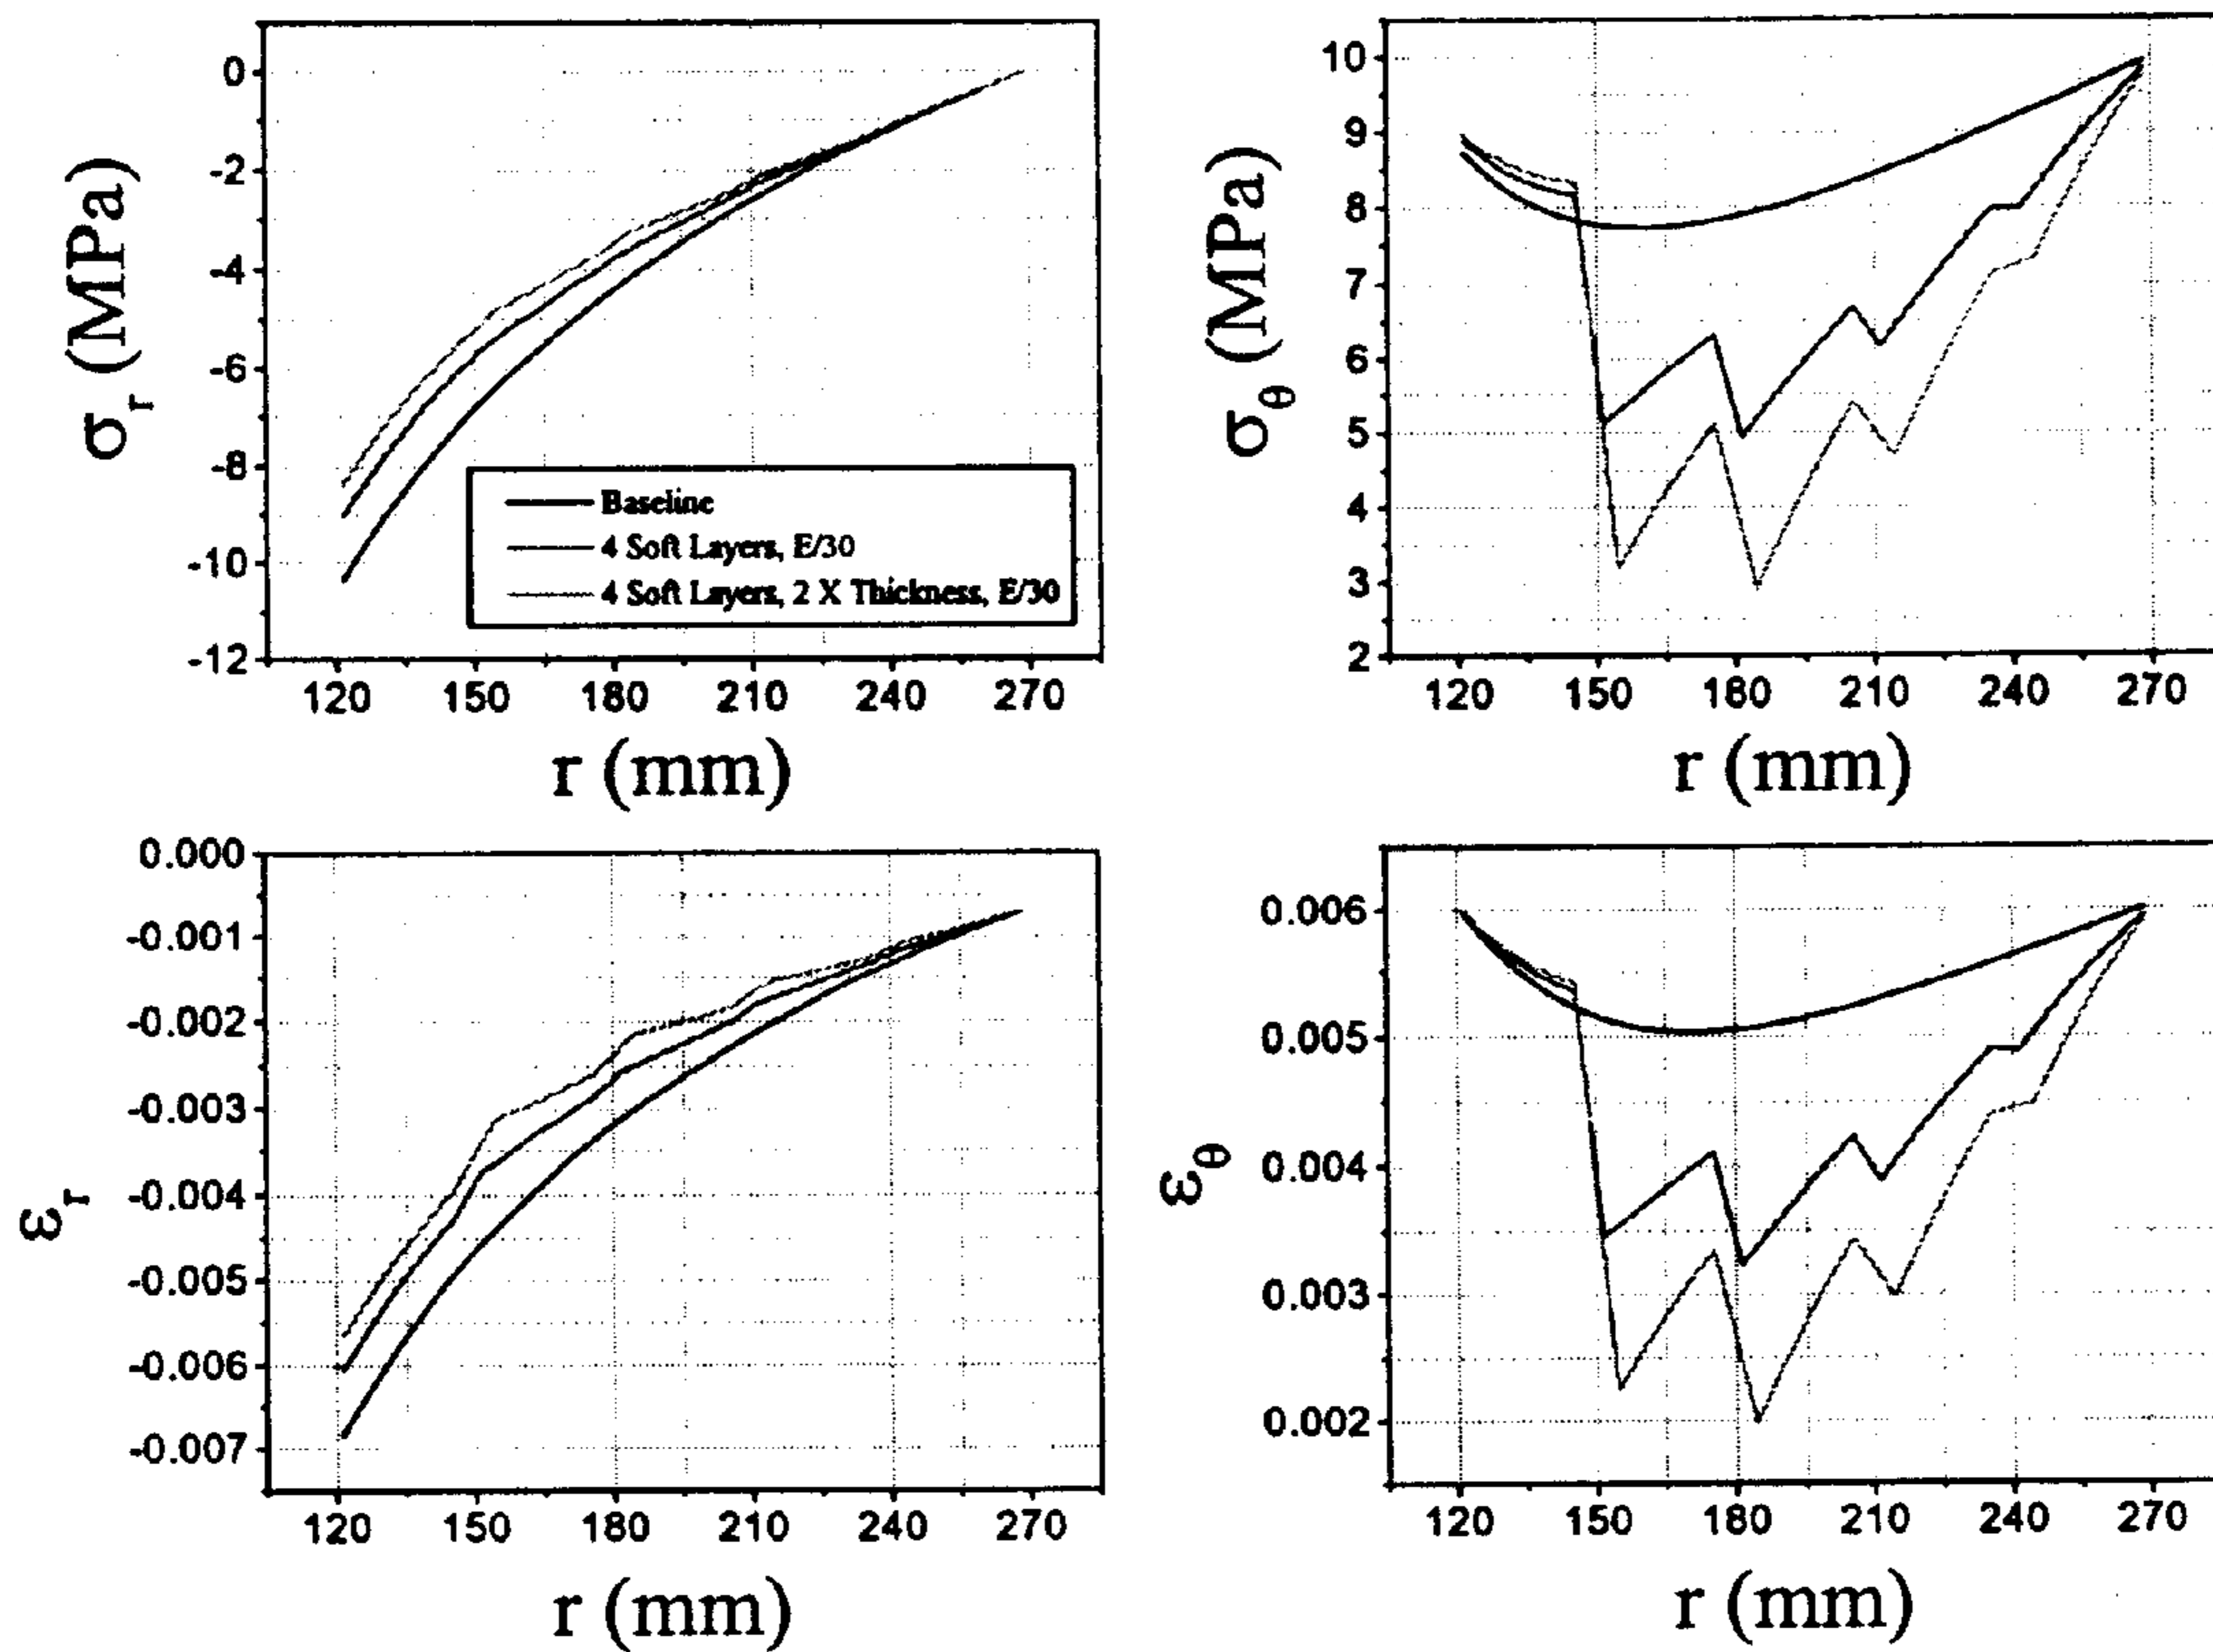 σr (MPa)
0
-2
-4
-6
-8
-10
-12
Baseline
4 Soft Layers, E/30
4 Soft Layers, 2 X Thickness, E/30
120 150 180 210 240 270
r (mm)
σθ (MPa)
10
9
8
7
6
5
4
3
2
120 150 180 210 240 270
r (mm)
εr
0.000
-0.001
-0.002
-0.003
-0.004
-0.005
-0.006
-0.007
120 150 180 210 240 270
r (mm)
εθ
0.006
0.005
0.004
0.003
0.002
120 150 180 210 240 270
r (mm)